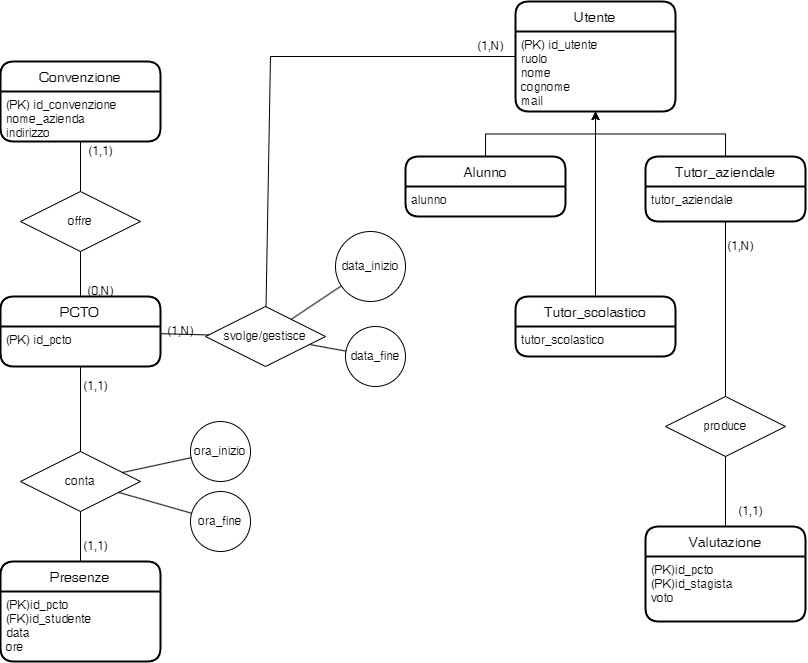 Utente
(PK) id_utente
ruolo
nome
cognome
mail
(1,N)
Convenzione
(PK) id_convenzione
nome_azienda
indirizzo
(1,1)
offre
(0,N)
PCTO
(PK) id_pcto
(1,N)
svolge/gestisce
data_inizio
data_fine
Alunno
alunno
Tutor_aziendale
tutor_aziendale
(1,N)
Tutor_scolastico
tutor_scolastico
(1,1)
conta
ora_inizio
ora_fine
(1,1)
Presenze
(PK)id_pcto
(FK)id_studente
data
ore
produce
(1,1)
Valutazione
(PK)id_pcto
(PK)id_stagista
voto